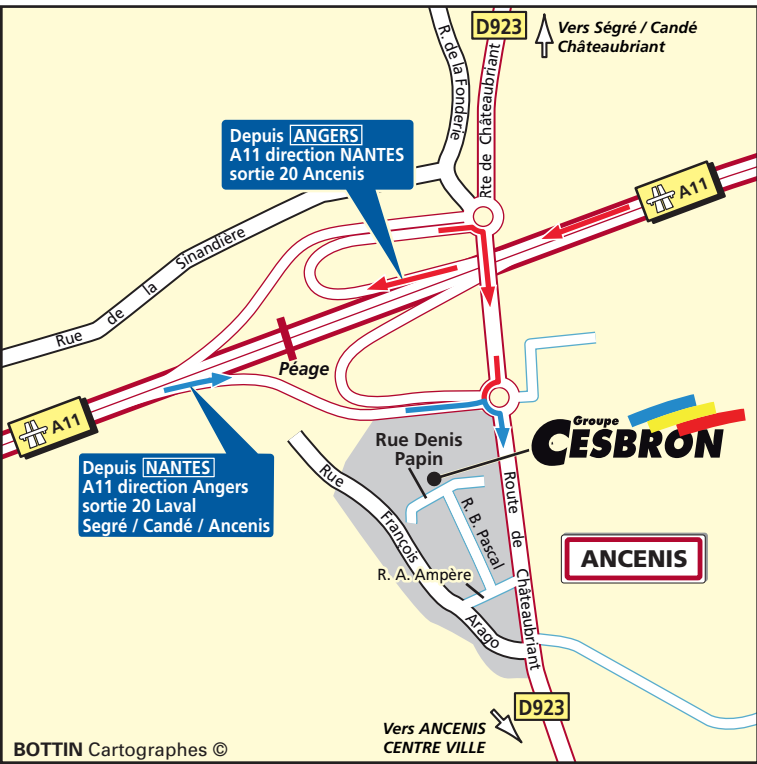 D923
Vers Ségré / Candé
Châteaubriant
R. de la Fonderie
Rte de Châteaubriant
Depuis ANGERS
A11 direction NANTES
sortie 20 Ancenis
A11
Rue de la Sinandière
Péage
A11
Groupe
CESBRON
Rue Denis
Papin
Depuis NANTES
A11 direction Angers
sortie 20 Laval
Segré / Candé / Ancenis
Rue François Arago
R. B. Pascal
Route de Châteaubriant
ANCENIS
R. A. Ampère
D923
Vers ANCENIS
CENTRE VILLE
BOTTIN Cartographes ©